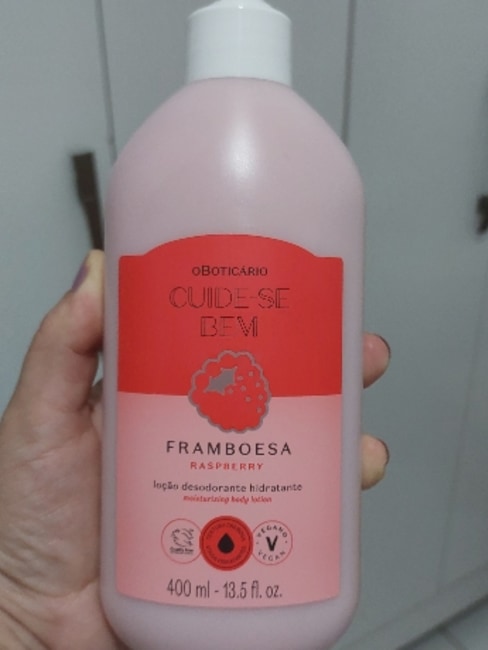 oBOTICÁRIO
CUIDE-SE
BEM
FRAMBOESA
RASPBERRY
loção desodorante hidratante
moisturizing body lotion
VEGANO
V
VEGAN
400 ml - 13.5 fl. oz.